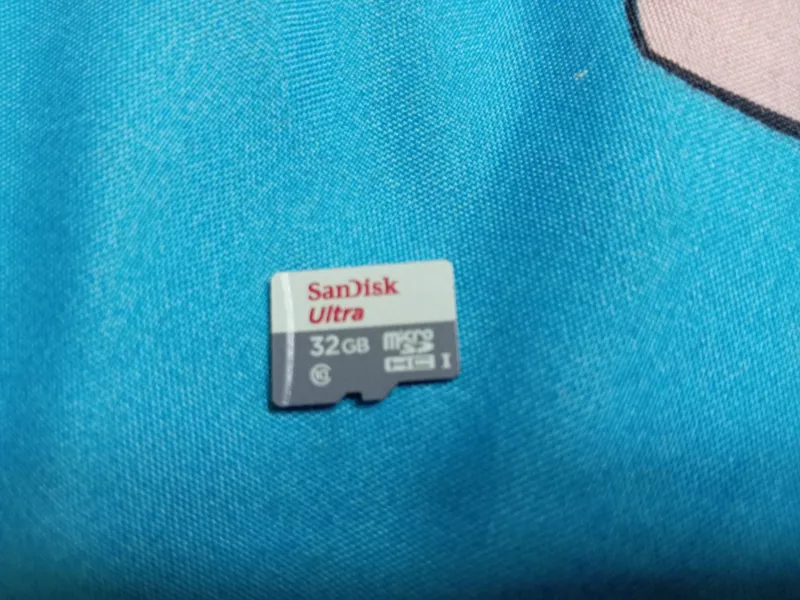 SanDisk
Ultra
32GB
micro
SD
HC I
10